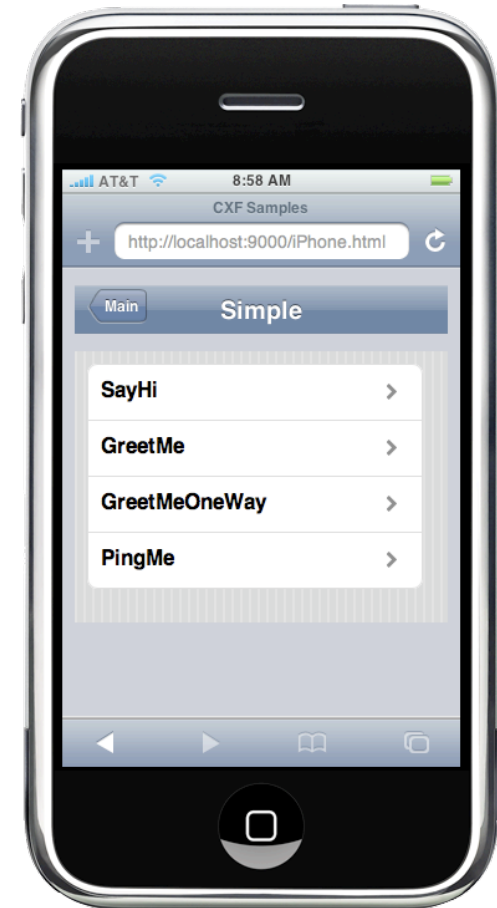 AT&T 8:58 AM
CXF Samples
http://localhost:9000/iPhone.html
Main Simple
SayHi
GreetMe
GreetMeOneWay
PingMe